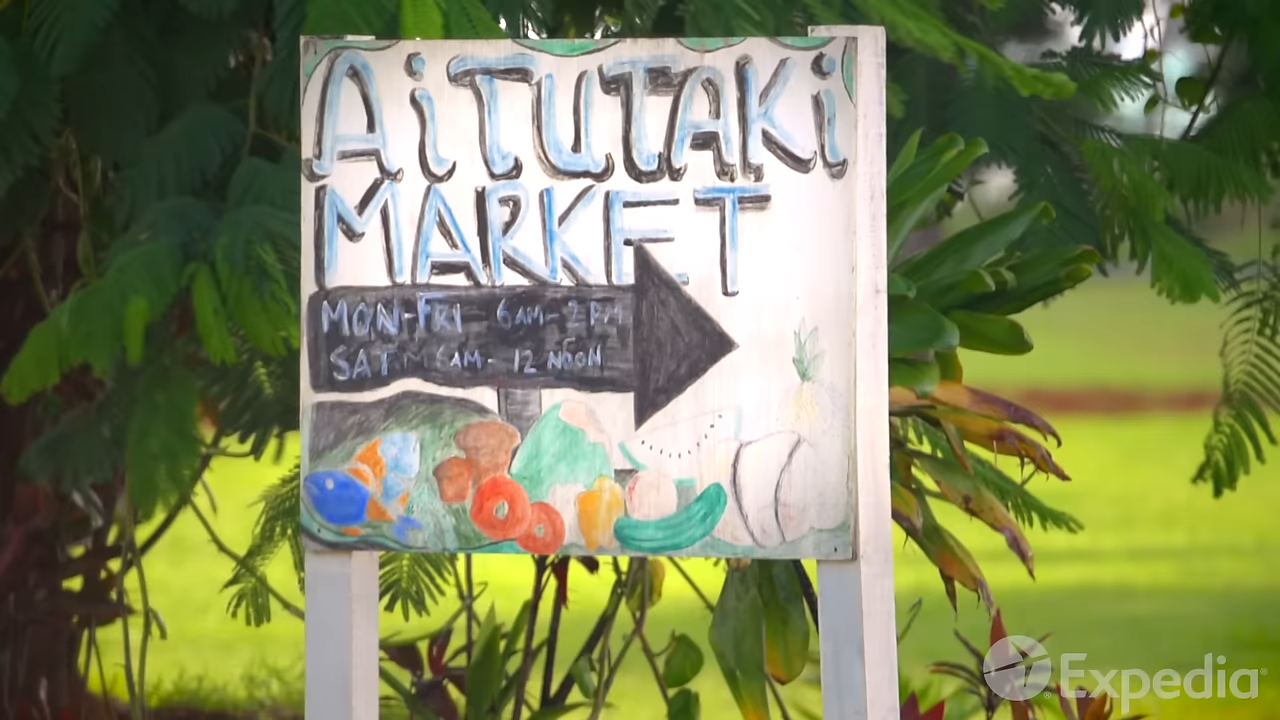 AiTUTAKi
MARKET
MON-FRI - 6AM-2PM
SAT 6AM - 12 NOON
Expedia®